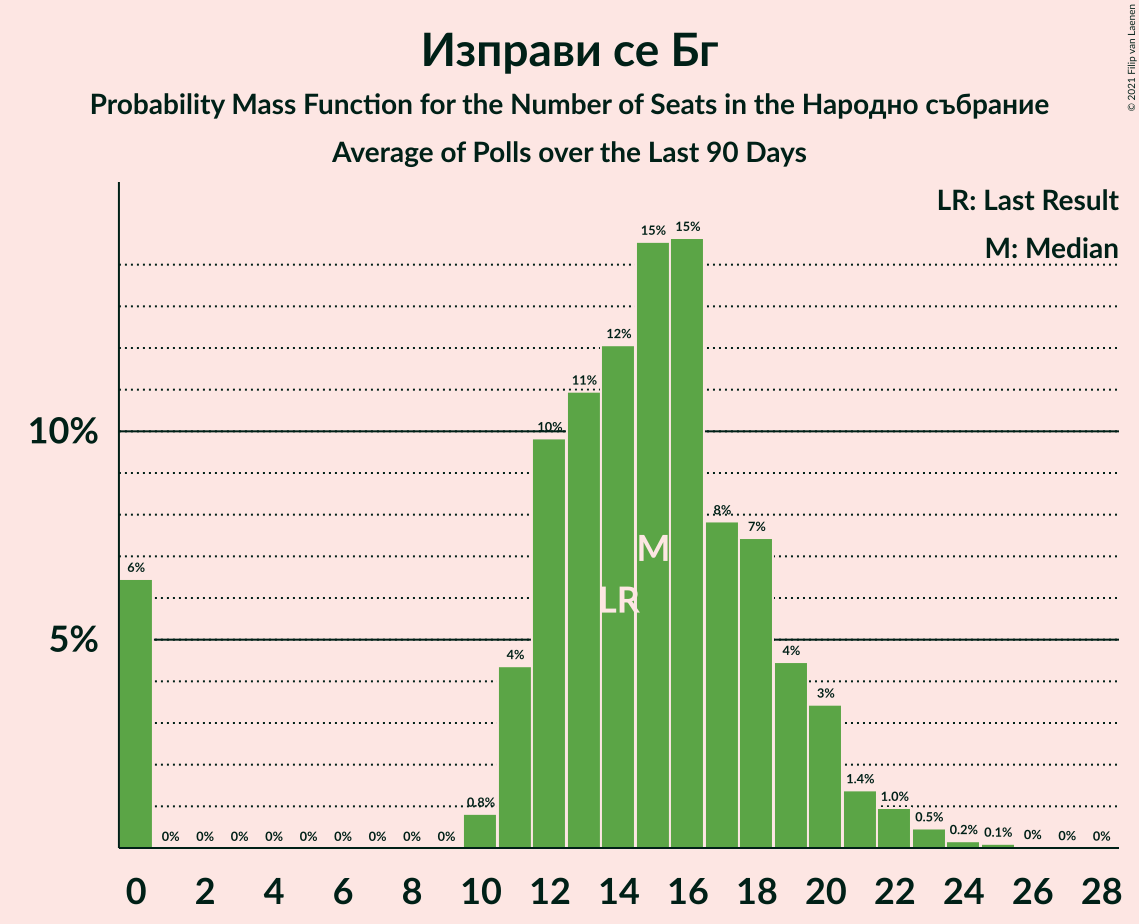 Изправи се Бг
Probability Mass Function for the Number of Seats in the Народно събрание
Average of Polls over the Last 90 Days
© 2021 Filip van Laenen
LR: Last Result
M: Median
15% 15%
12%
11%
10% 10%
8%
7%
M
6%
LR
5% 4% 4%
3%
1.4%
0.8% 1.0%
0.5%
0.2% 0.1%
0% 0% 0% 0% 0% 0% 0% 0% 0% 0% 0% 0%
0 2 4 6 8 10 12 14 16 18 20 22 24 26 28